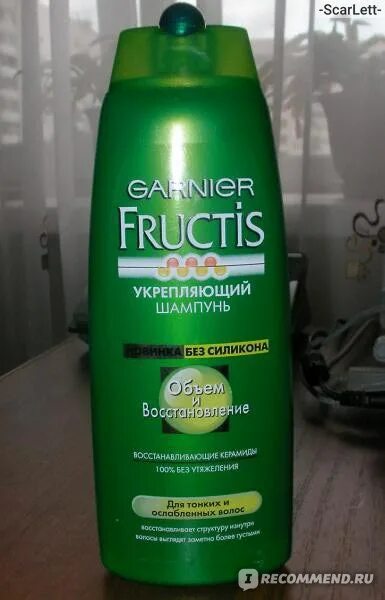 -ScarLett-
GARNIER
FRUCTIS
УКРЕПЛЯЮЩИЙ
ШАМПУНЬ
НОВИНКА БЕЗ СИЛИКОНА
Объем
и
Восстановление
ВОССТАНАВЛИВАЮЩИЕ КЕРАМИДЫ
100% БЕЗ УТЯЖЕЛЕНИЯ
Для тонких и
ослабленных волос
восстанавливает структуру изнутри
волосы выглядят заметно более густыми
IRECOMMEND.RU